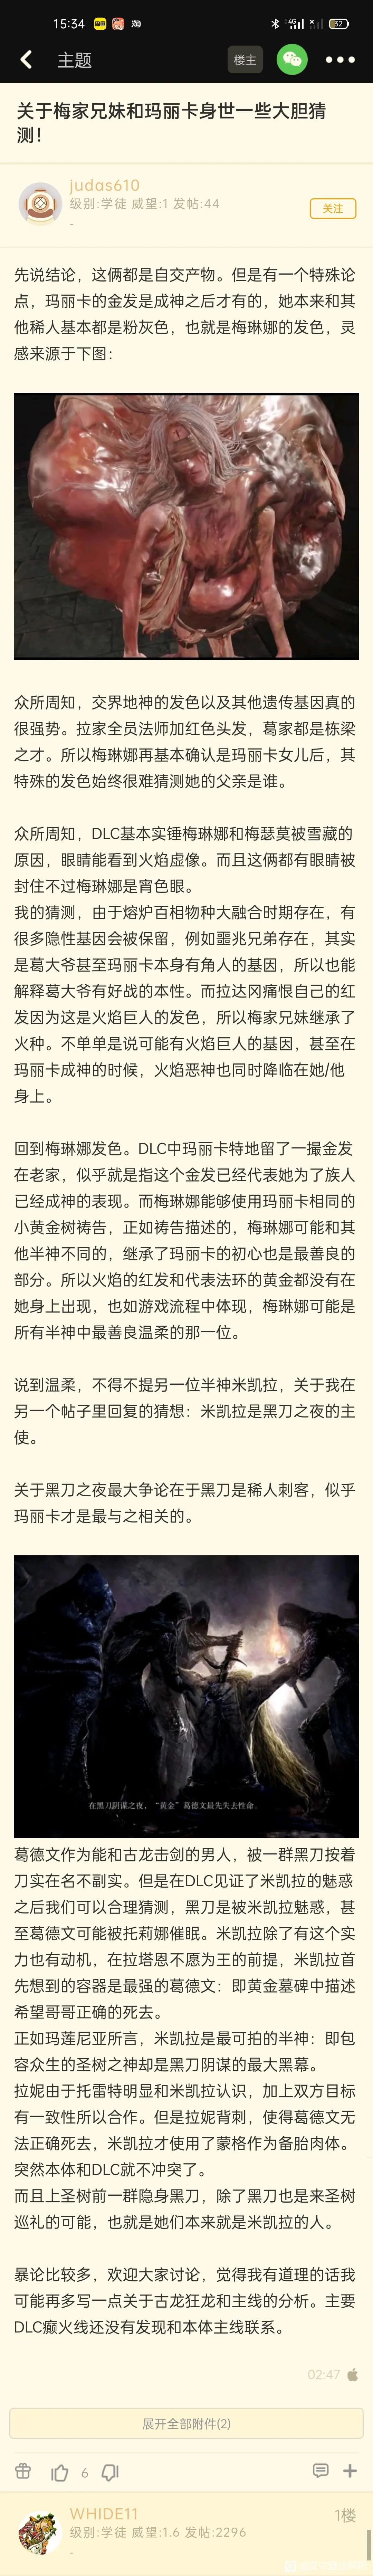 15:34
淘
4G
32
主题
楼主
关于梅家兄妹和玛丽卡身世一些大胆猜
测！
judas610
级别:学徒 威望:1 发帖:44
-
关注
先说结论，这俩都是自交产物。但是有一个特殊论
点，玛丽卡的金发是成神之后才有的，她本来和其
他稀人基本都是粉灰色，也就是梅琳娜的发色，灵
感来源于下图：
众所周知，交界地神的发色以及其他遗传基因真的
很强势。拉家全员法师加红色头发，葛家都是栋梁
之才。所以梅琳娜再基本确认是玛丽卡女儿后，其
特殊的发色始终很难猜测她的父亲是谁。
众所周知，DLC基本实锤梅琳娜和梅瑟莫被雪藏的
原因，眼睛能看到火焰虚像。而且这俩都有眼睛被
封住不过梅琳娜是宵色眼。
我的猜测，由于熔炉百相物种大融合时期存在，有
很多隐性基因会被保留，例如噩兆兄弟存在，其实
是葛大爷甚至玛丽卡本身有角人的基因，所以也能
解释葛大爷有好战的本性。而拉达冈痛恨自己的红
发因为这是火焰巨人的发色，所以梅家兄妹继承了
火种。不单单是说可能有火焰巨人的基因，甚至在
玛丽卡成神的时候，火焰恶神也同时降临在她/他
身上。
回到梅琳娜发色。DLC中玛丽卡特地留了一撮金发
在老家，似乎就是指这个金发已经代表她为了族人
已经成神的表现。而梅琳娜能够使用玛丽卡相同的
小黄金树祷告，正如祷告描述的，梅琳娜可能和其
他半神不同的，继承了玛丽卡的初心也是最善良的
部分。所以火焰的红发和代表法环的黄金都没有在
她身上出现，也如游戏流程中体现，梅琳娜可能是
所有半神中最善良温柔的那一位。
说到温柔，不得不提另一位半神米凯拉，关于我在
另一个帖子里回复的猜想：米凯拉是黑刀之夜的主
使。
关于黑刀之夜最大争论在于黑刀是稀人刺客，似乎
玛丽卡才是最与之相关的。
在黑刀阴谋之夜，“黄金”葛德文最先失去性命。
葛德文作为能和古龙击剑的男人，被一群黑刀按着
刀实在名不副实。但是在DLC见证了米凯拉的魅惑
之后我们可以合理猜测，黑刀是被米凯拉魅惑，甚
至葛德文可能被托莉娜催眠。米凯拉除了有这个实
力也有动机，在拉塔恩不愿为王的前提，米凯拉首
先想到的容器是最强的葛德文：即黄金墓碑中描述
希望哥哥正确的死去。
正如玛莲尼亚所言，米凯拉是最可拍的半神：即包
容众生的圣树之神却是黑刀阴谋的最大黑幕。
拉妮由于托雷特明显和米凯拉认识，加上双方目标
有一致性所以合作。但是拉妮背刺，使得葛德文无
法正确死去，米凯拉才使用了蒙格作为备胎肉体。
突然本体和DLC就不冲突了。
而且上圣树前一群隐身黑刀，除了黑刀也是来圣树
巡礼的可能，也就是她们本来就是米凯拉的人。
暴论比较多，欢迎大家讨论，觉得我有道理的话我
可能再多写一点关于古龙狂龙和主线的分析。主要
DLC癫火线还没有发现和本体主线联系。
02:47
展开全部附件(2)
6
WHIDE11
1楼
级别:学徒 威望:1.6 发帖:2296
-